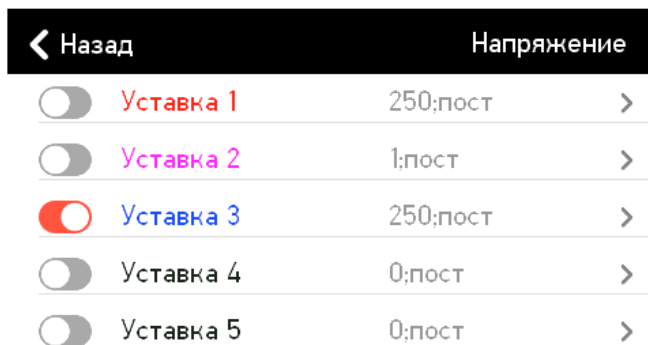 Назад Напряжение
Уставка 1 250;пост
Уставка 2 1;пост
Уставка 3 250;пост
Уставка 4 0;пост
Уставка 5 0;пост